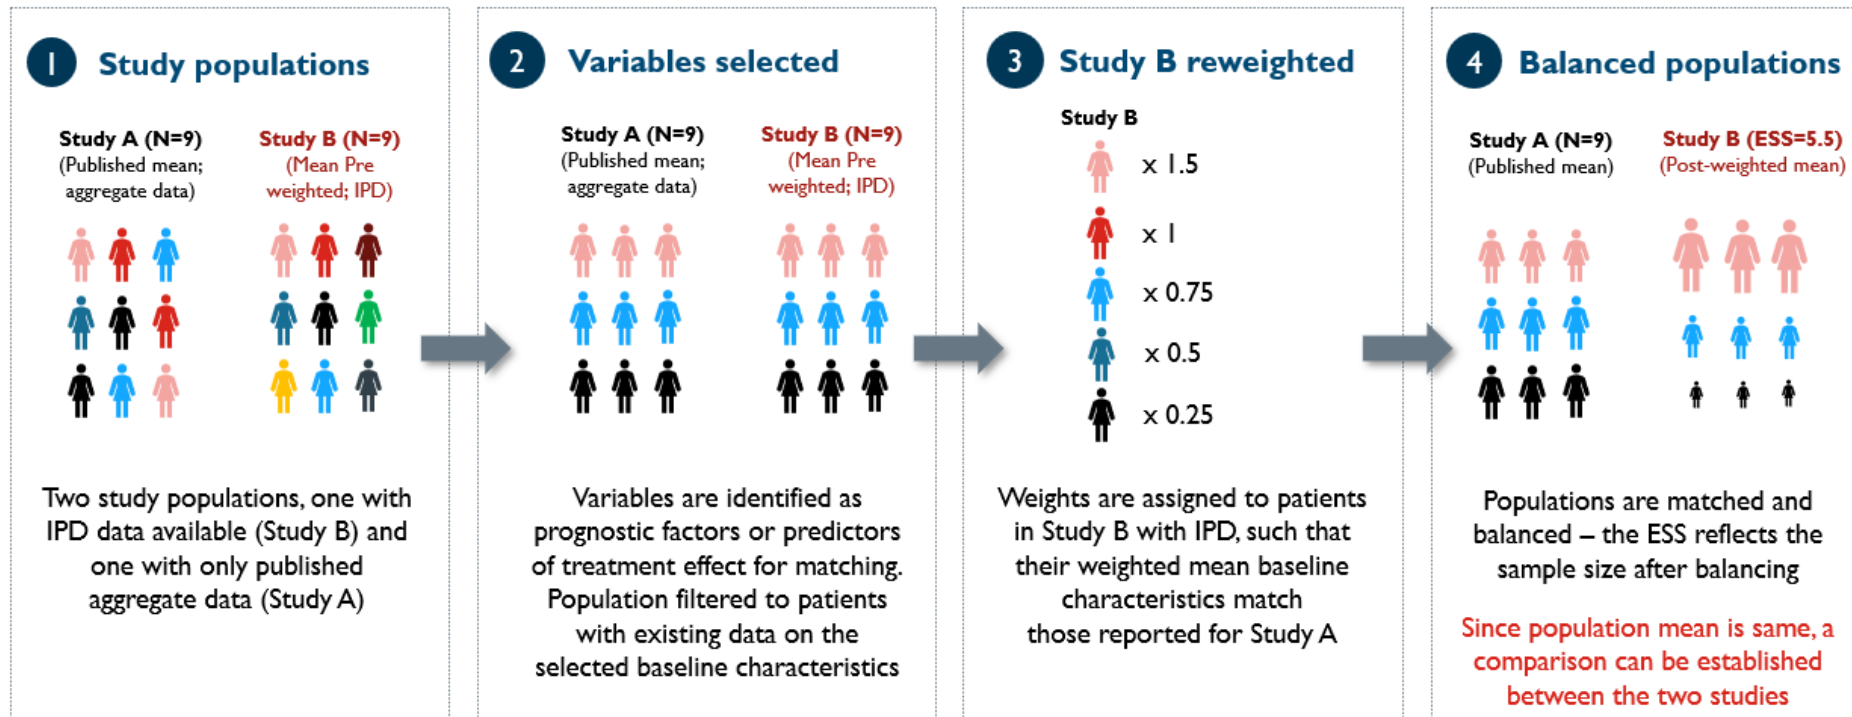 1 Study populations
Study A (N=9)
(Published mean;
aggregate data)
Study B (N=9)
(Mean Pre
weighted; IPD)
Two study populations, one with
IPD data available (Study B) and
one with only published
aggregate data (Study A)
2 Variables selected
Study A (N=9)
(Published mean;
aggregate data)
Study B (N=9)
(Mean Pre
weighted; IPD)
Variables are identified as
prognostic factors or predictors
of treatment effect for matching.
Population filtered to patients
with existing data on the
selected baseline characteristics
3 Study B reweighted
Study B
x 1.5
x 1
x 0.75
x 0.5
x 0.25
Weights are assigned to patients
in Study B with IPD, such that
their weighted mean baseline
characteristics match
those reported for Study A
4 Balanced populations
Study A (N=9)
(Published mean)
Study B (ESS=5.5)
(Post-weighted mean)
Populations are matched and
balanced – the ESS reflects the
sample size after balancing
Since population mean is same, a
comparison can be established
between the two studies